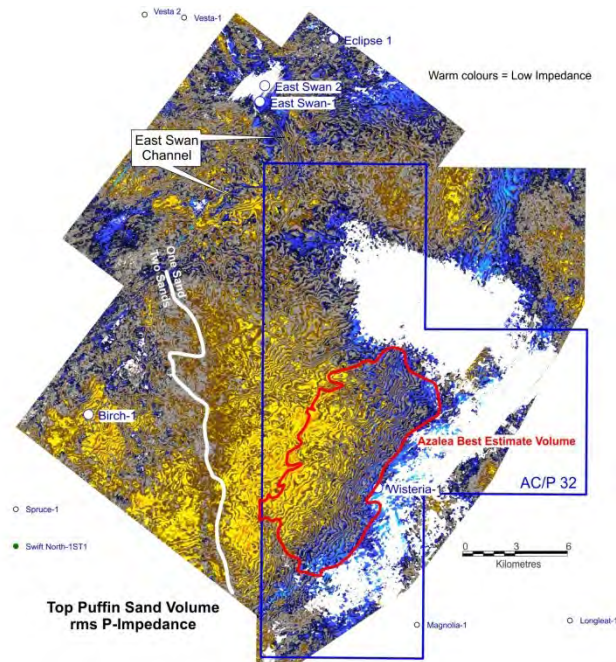 Vesta 2
Vesta-1
Eclipse 1
Warm colours = Low Impedance
East Swan 2
East Swan-1
East Swan
Channel
One Sand
Two Sands
Birch-1
Azalea Best Estimate Volume
Wisteria-1
AC/P 32
Spruce-1
Swift North-1ST1
0 3 6
Kilometres
Top Puffin Sand Volume
rms P-Impedance
Magnolia-1
Longleat-1